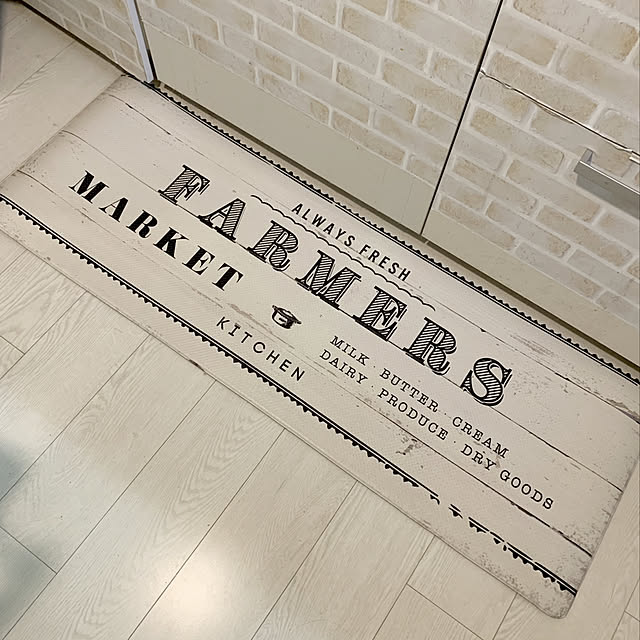 ALWAYS FRESH
FARMERS
MARKET
KITCHEN
MILK . BUTTER . CREAM
DAIRY . PRODUCE . DRY GOODS